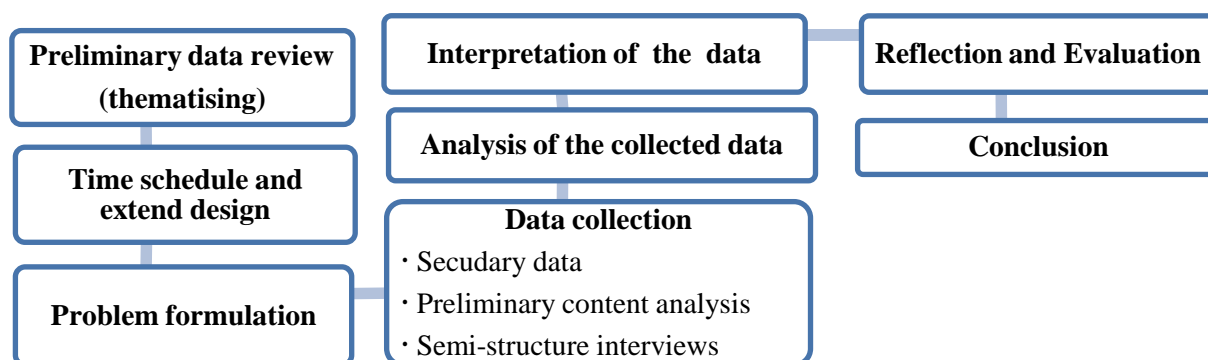 Preliminary data review
(thematising)
Time schedule and
extend design
Problem formulation
Data collection
· Secudary data
· Preliminary content analysis
· Semi-structure interviews
Analysis of the collected data
Interpretation of the data
Reflection and Evaluation
Conclusion